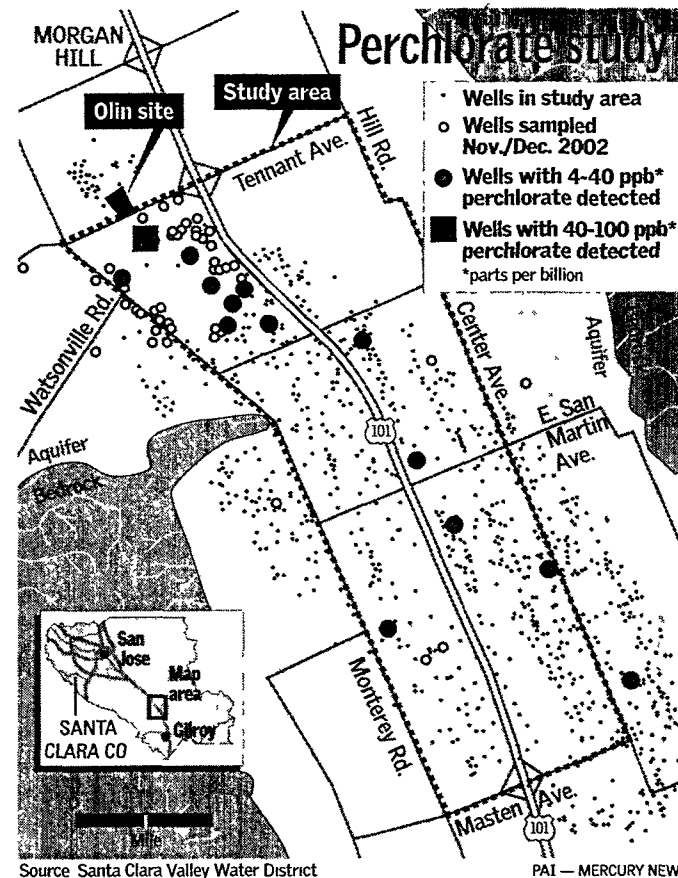 MORGAN
HILL
Perchlorate study
Olin site
Study area
Wells in study area
Wells sampled
Nov./Dec. 2002
Wells with 4-40 ppb*
perchlorate detected
Wells with 40-100 ppb*
perchlorate detected
*parts per billion
Hill Rd.
Tennant Ave.
Watsonville Rd.
Center Ave.
Aquifer
E. San
Martin
Ave.
101
Aquifer
Bedrock
San
Jose
Map
area
SANTA
CLARA CO
Gilroy
Monterey Rd.
Masten Ave.
101
Mile
Source Santa Clara Valley Water District
PAI — MERCURY NEW